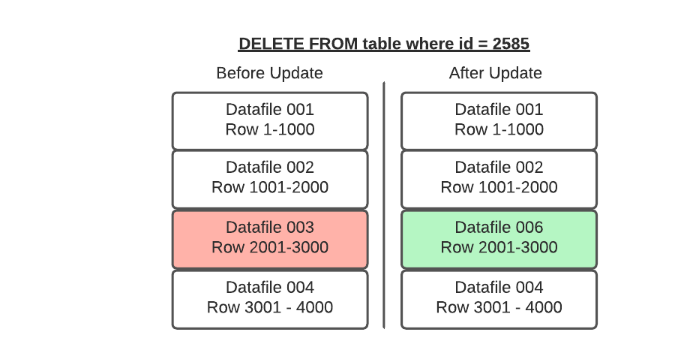 DELETE FROM table where id = 2585
Before Update
After Update
Datafile 001
Row 1-1000
Datafile 002
Row 1001-2000
Datafile 003
Row 2001-3000
Datafile 004
Row 3001 - 4000
Datafile 001
Row 1-1000
Datafile 002
Row 1001-2000
Datafile 006
Row 2001-3000
Datafile 004
Row 3001 - 4000